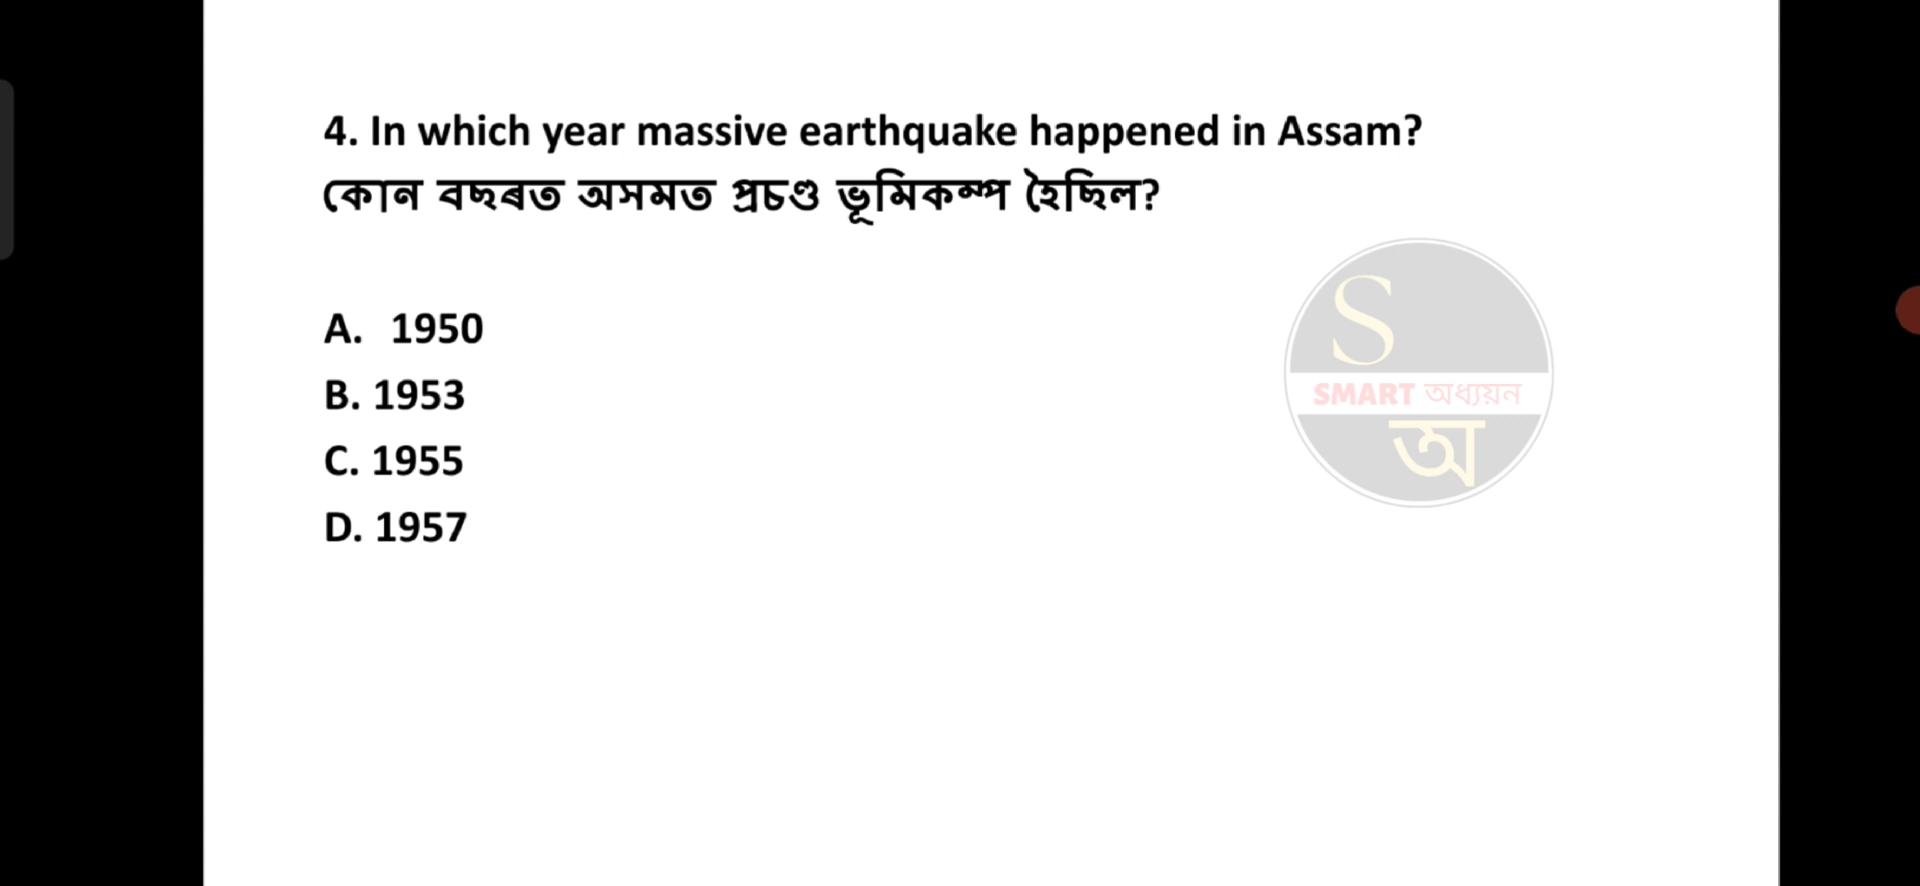 4. In which year massive earthquake happened in Assam?
কোন বছৰত অসমত প্ৰচণ্ড ভূমিকম্প হৈছিল?
A. 1950
B. 1953
C. 1955
D. 1957
S
SMART অধ্যয়ন
অ